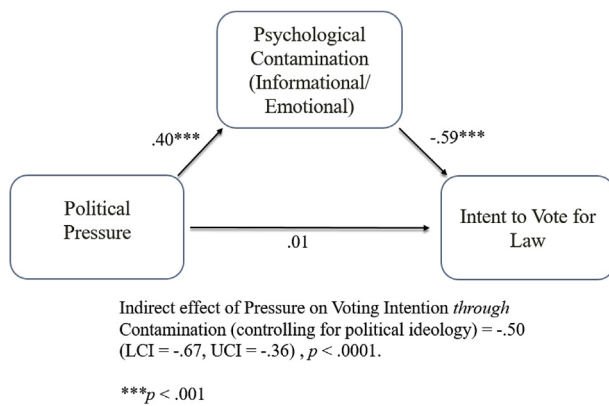 Psychological
Contamination
(Informational/
Emotional)
.40***
-.59***
Political
Pressure
Intent to Vote for
Law
.01
Indirect effect of Pressure on Voting Intention through
Contamination (controlling for political ideology) = -.50
(LCI = -.67, UCI = -.36) , p < .0001.
***p < .001